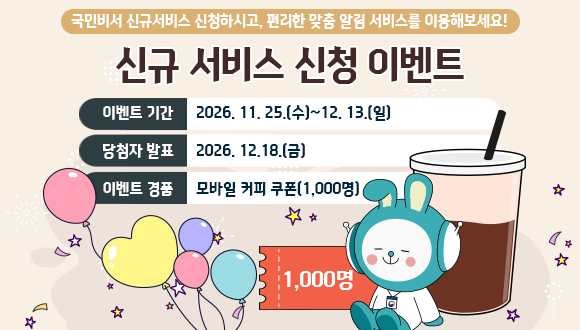 국민비서 신규서비스 신청하시고, 편리한 맞춤 알림 서비스를 이용해보세요!
신규 서비스 신청 이벤트
이벤트 기간 2026. 11. 25.(수)~12. 13.(일)
당첨자 발표 2026. 12.18.(금)
이벤트 경품 모바일 커피 쿠폰(1,000명)
1,000명